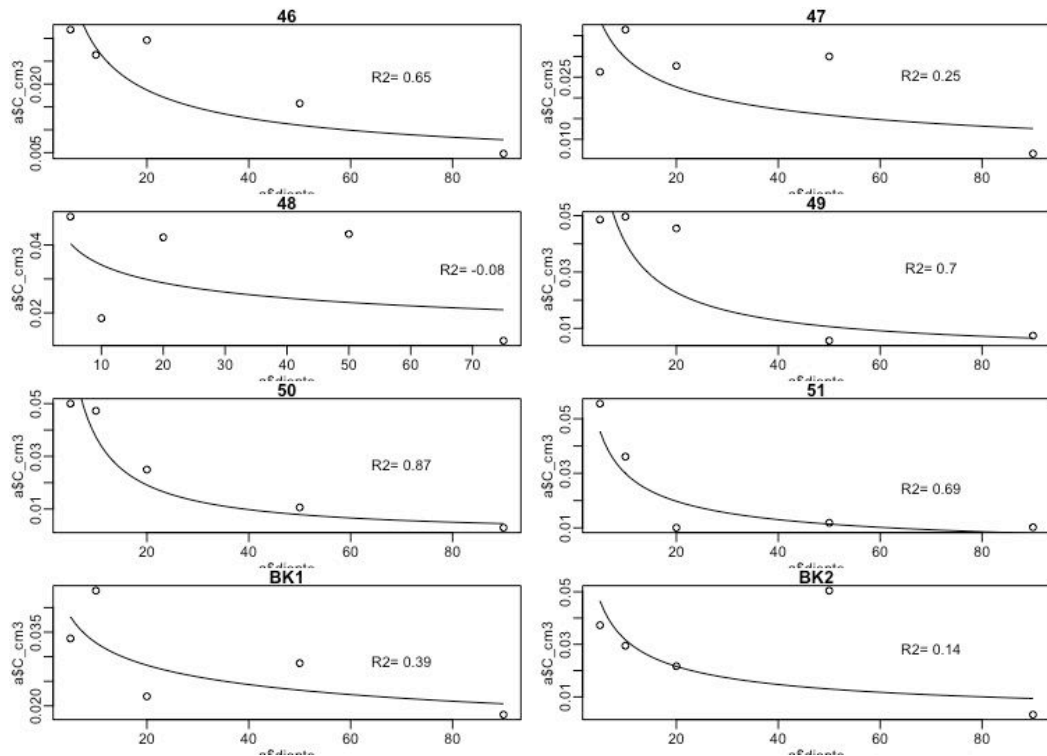 46
a$C_cm3
0.020
0.005
R2= 0.65
20 40 60 80
47
a$C_cm3
0.025
0.010
R2= 0.25
20 40 60 80
48
a$C_cm3
0.04
0.02
R2= -0.08
10 20 30 40 50 60 70
49
a$C_cm3
0.05
0.03
0.01
R2= 0.7
20 40 60 80
50
a$C_cm3
0.05
0.03
0.01
R2= 0.87
20 40 60 80
51
a$C_cm3
0.05
0.03
0.01
R2= 0.69
20 40 60 80
BK1
a$C_cm3
0.035
0.020
R2= 0.39
20 40 60 80
BK2
a$C_cm3
0.05
0.03
0.01
R2= 0.14
20 40 60 80